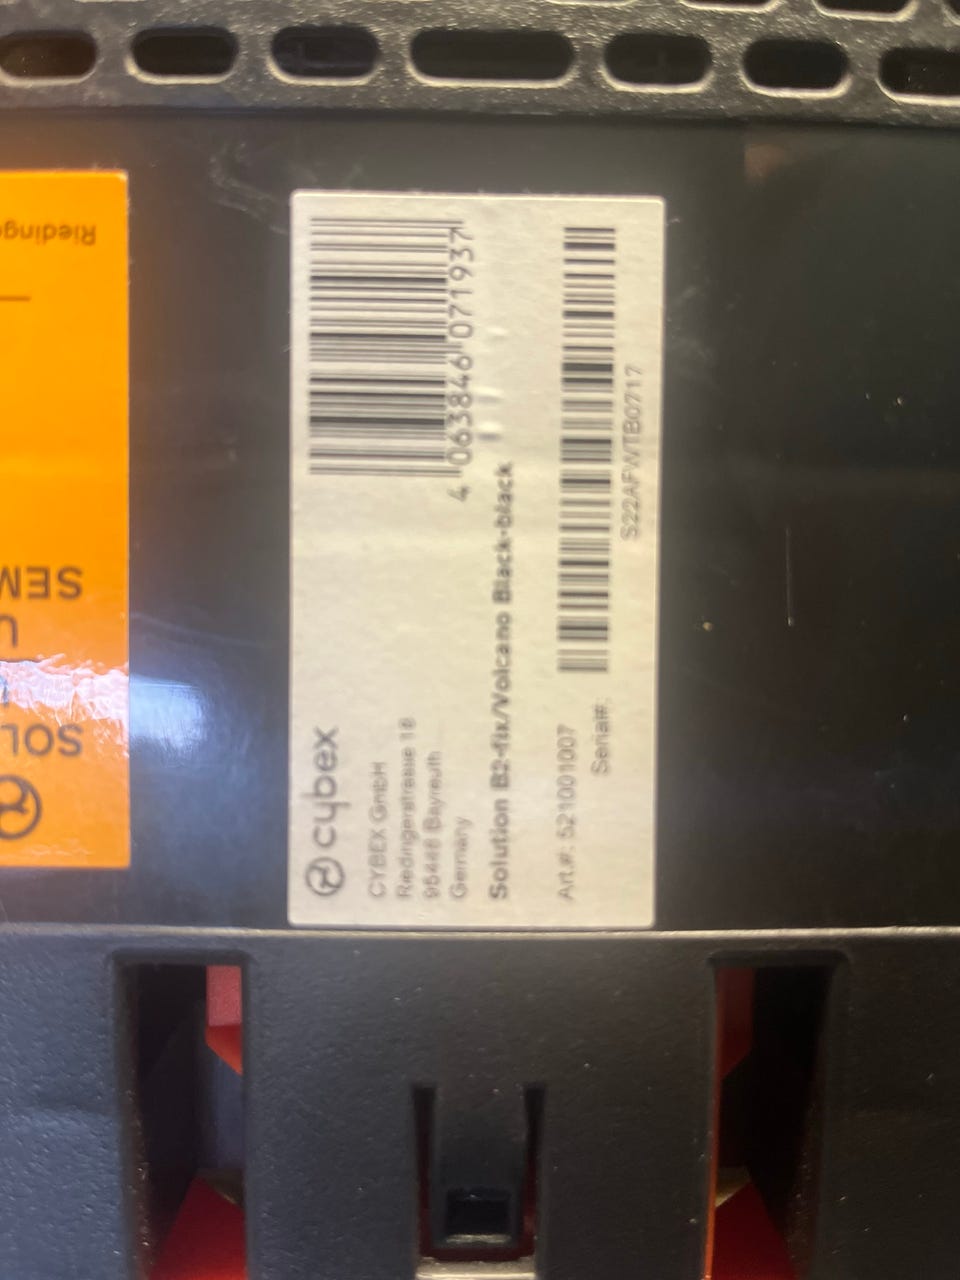 cybex
CYBEX GmbH
Riedingerstrasse 18
95448 Bayreuth
Germany
4 063846 071937
Solution B2-fix/Volcano Black-black
Art.#: 521001007
Serial#:
S22AFWTB0717